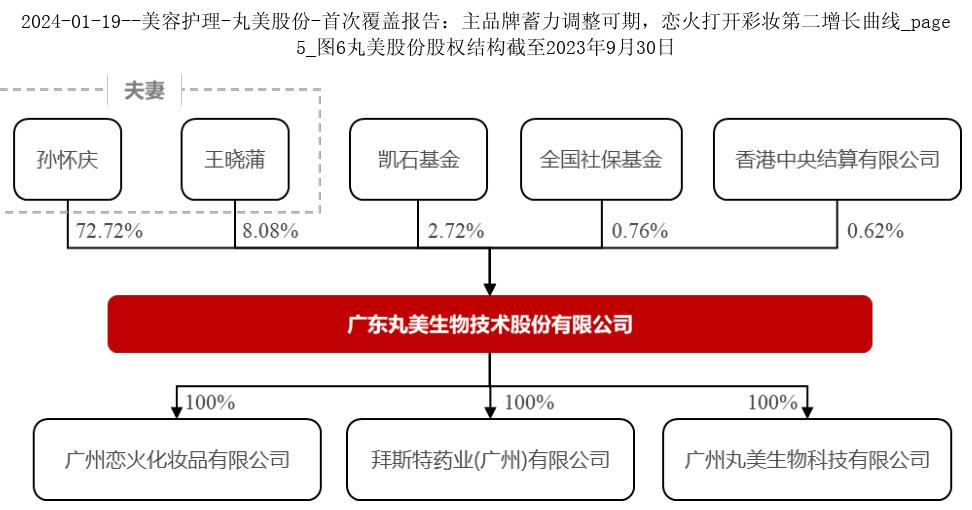 2024-01-19--美容护理-丸美股份-首次覆盖报告：主品牌蓄力调整可期，恋火打开彩妆第二增长曲线_page
5_图6丸美股份股权结构截至2023年9月30日
夫妻
孙怀庆
王晓蒲
凯石基金
全国社保基金
香港中央结算有限公司
72.72%
8.08%
2.72%
0.76%
0.62%
广东丸美生物技术股份有限公司
100%
100%
100%
广州恋火化妆品有限公司
拜斯特药业(广州)有限公司
广州丸美生物科技有限公司